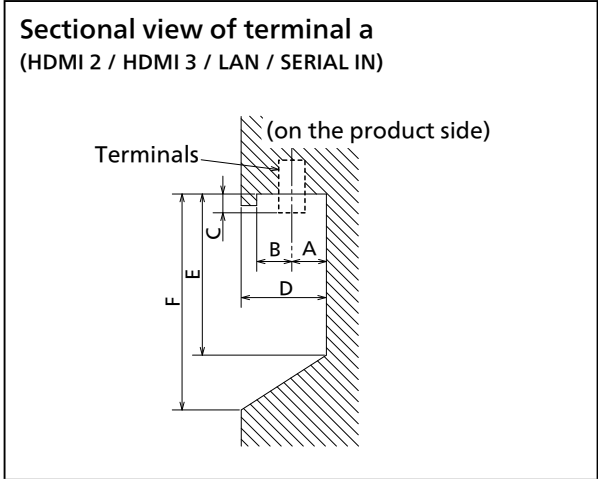 Sectional view of terminal a
(HDMI 2 / HDMI 3 / LAN / SERIAL IN)
(on the product side)
Terminals
C
B A
E
D
F